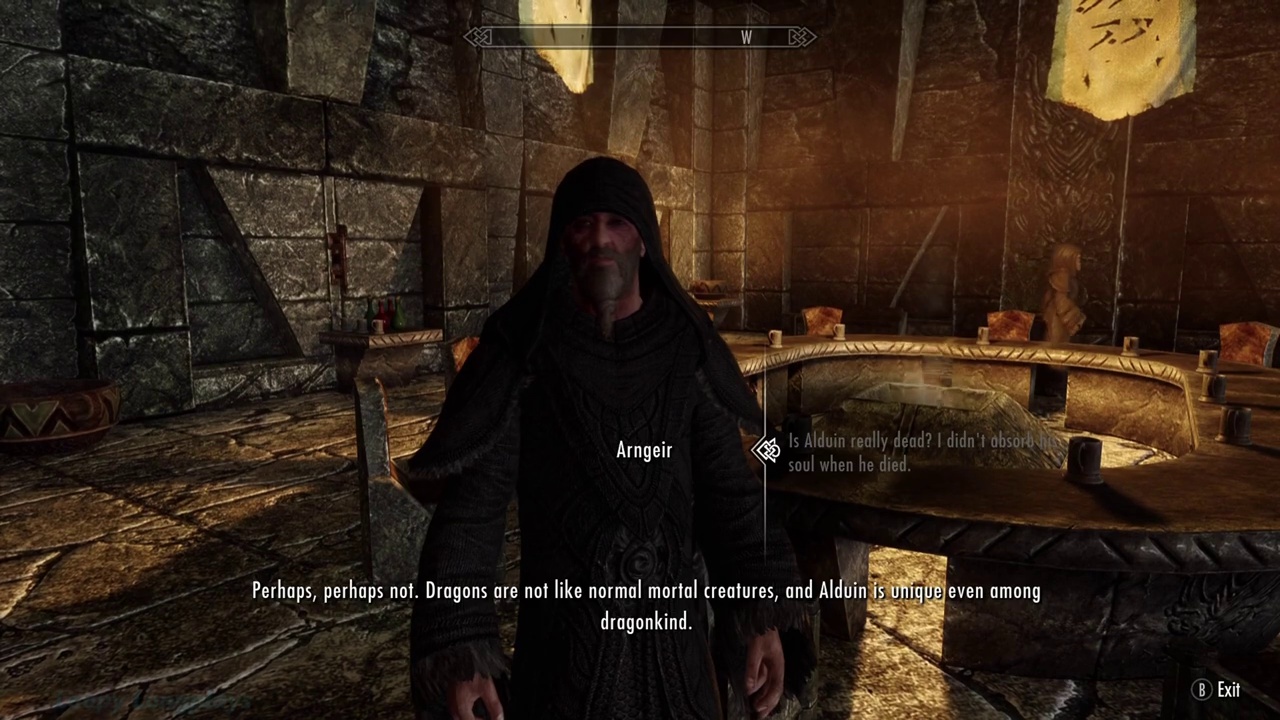 W
Arngeir
Is Alduin really dead? I didn't absorb his
soul when he died.
Perhaps, perhaps not. Dragons are not like normal mortal creatures, and Alduin is unique even among
dragonkind.
B Exit